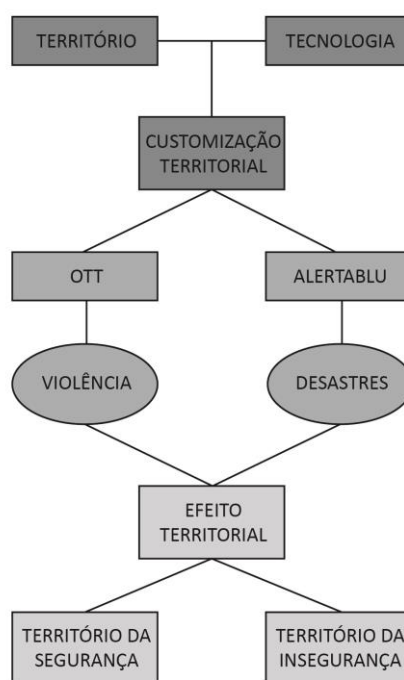 TERRITÓRIO
TECNOLOGIA
CUSTOMIZAÇÃO
TERRITORIAL
OTT
ALERTABLU
VIOLÊNCIA
DESASTRES
EFEITO
TERRITORIAL
TERRITÓRIO DA
SEGURANÇA
TERRITÓRIO DA
INSEGURANÇA